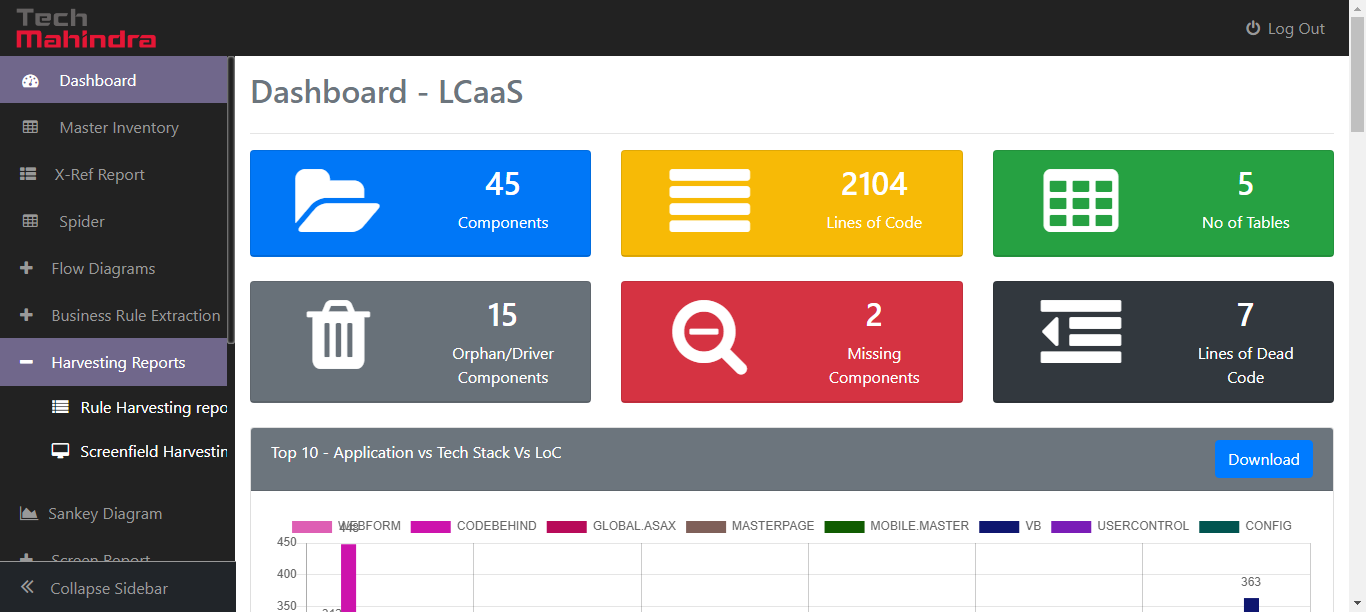 Tech
Mahindra
Log Out
Dashboard
Master Inventory
X-Ref Report
Spider
Flow Diagrams
Business Rule Extraction
Harvesting Reports
Rule Harvesting repo
Screenfield Harvestin
Sankey Diagram
Screen Report
Collapse Sidebar
Dashboard - LCaaS
45
Components
2104
Lines of Code
5
No of Tables
15
Orphan/Driver
Components
2
Missing
Components
7
Lines of Dead
Code
Top 10 - Application vs Tech Stack Vs LoC
Download
WEBFORM CODEBEHIND GLOBAL.ASAX MASTERPAGE MOBILE.MASTER VB USERCONTROL CONFIG
450
400
363
350